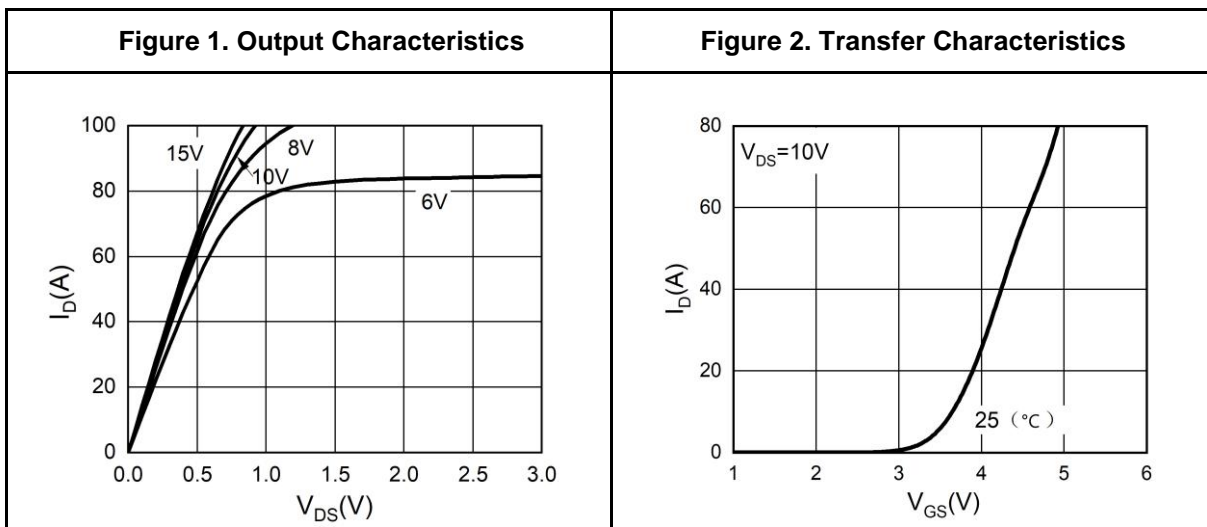 Figure 1. Output Characteristics
100
80
60
40
20
0
I_D(A)
15V
10V
8V
6V
0.0 0.5 1.0 1.5 2.0 2.5 3.0
V_DS(V)
Figure 2. Transfer Characteristics
80
60
40
20
0
I_D(A)
V_DS=10V
25（℃）
1 2 3 4 5 6
V_GS(V)